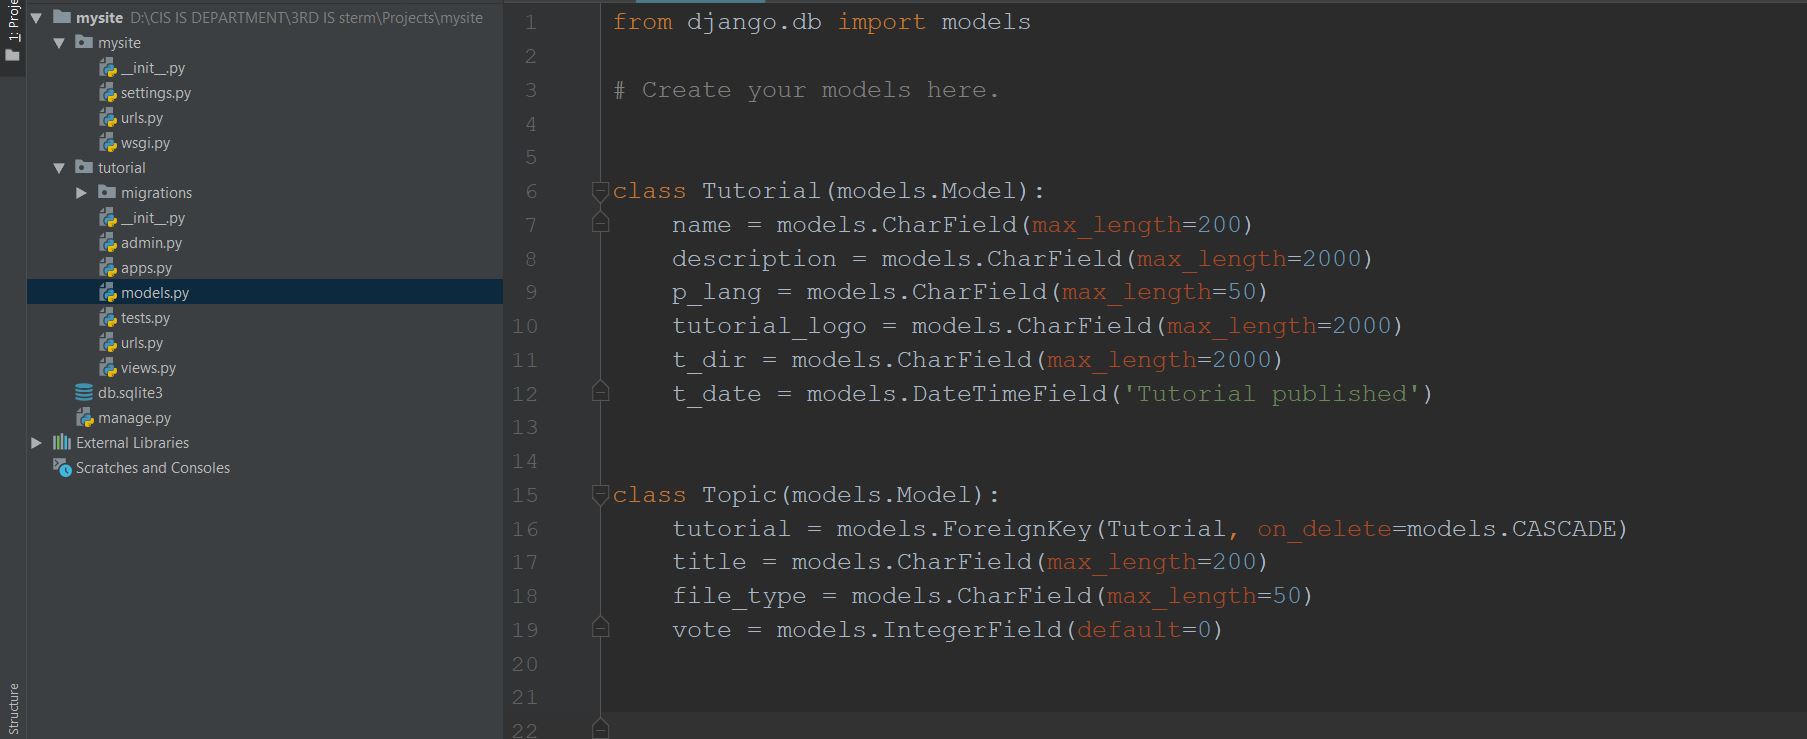 1: Proje
mysite D:\CIS IS DEPARTMENT\3RD IS sterm\Projects\mysite
mysite
__init__.py
settings.py
urls.py
wsgi.py
tutorial
migrations
__init__.py
admin.py
apps.py
models.py
tests.py
urls.py
views.py
db.sqlite3
manage.py
External Libraries
Scratches and Consoles
Structure
1 from django.db import models
2
3 # Create your models here.
4
5
6 class Tutorial(models.Model):
7 name = models.CharField(max_length=200)
8 description = models.CharField(max_length=2000)
9 p_lang = models.CharField(max_length=50)
10 tutorial_logo = models.CharField(max_length=2000)
11 t_dir = models.CharField(max_length=2000)
12 t_date = models.DateTimeField('Tutorial published')
13
14
15 class Topic(models.Model):
16 tutorial = models.ForeignKey(Tutorial, on_delete=models.CASCADE)
17 title = models.CharField(max_length=200)
18 file_type = models.CharField(max_length=50)
19 vote = models.IntegerField(default=0)
20
21
22